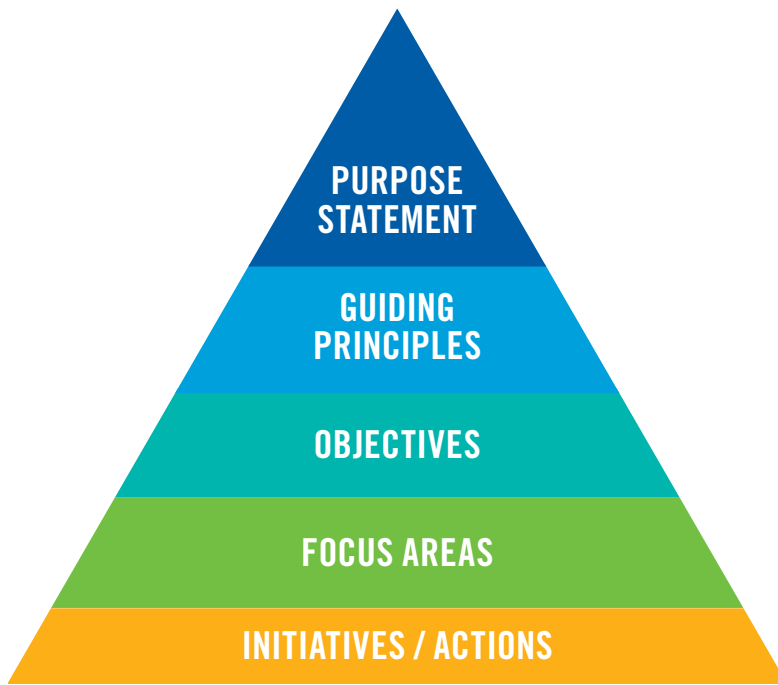 PURPOSE
STATEMENT
GUIDING
PRINCIPLES
OBJECTIVES
FOCUS AREAS
INITIATIVES / ACTIONS